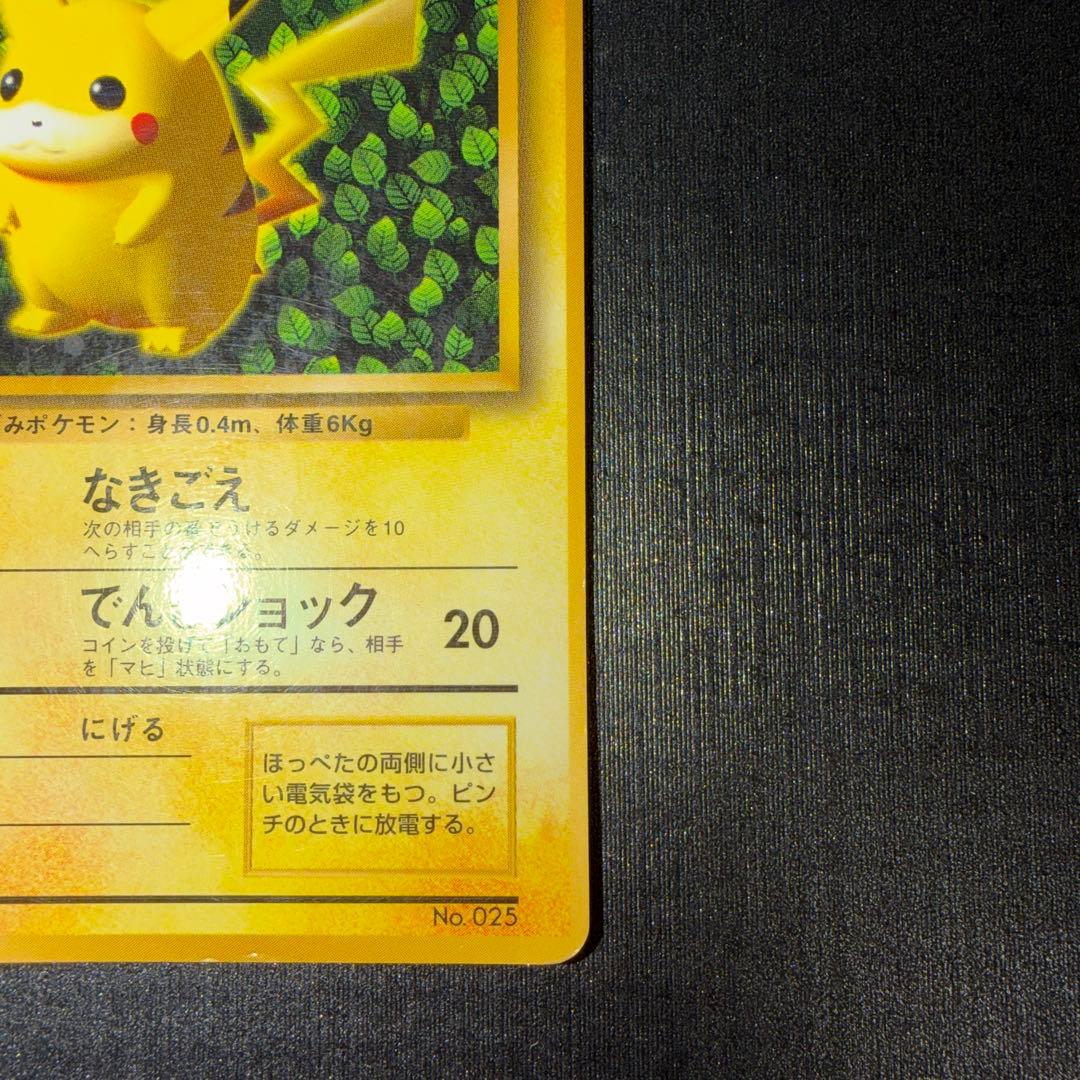 みポケモン：身長0.4m、体重6Kg
なきごえ
次の相手の番でうけるダメージを10
へらすこと
でん ショック 20
コインを投げて「おもて」なら、相手
を「マヒ」状態にする。
にげる
ほっぺたの両側に小さ
い電気袋をもつ。ピン
チのときに放電する。
No. 025